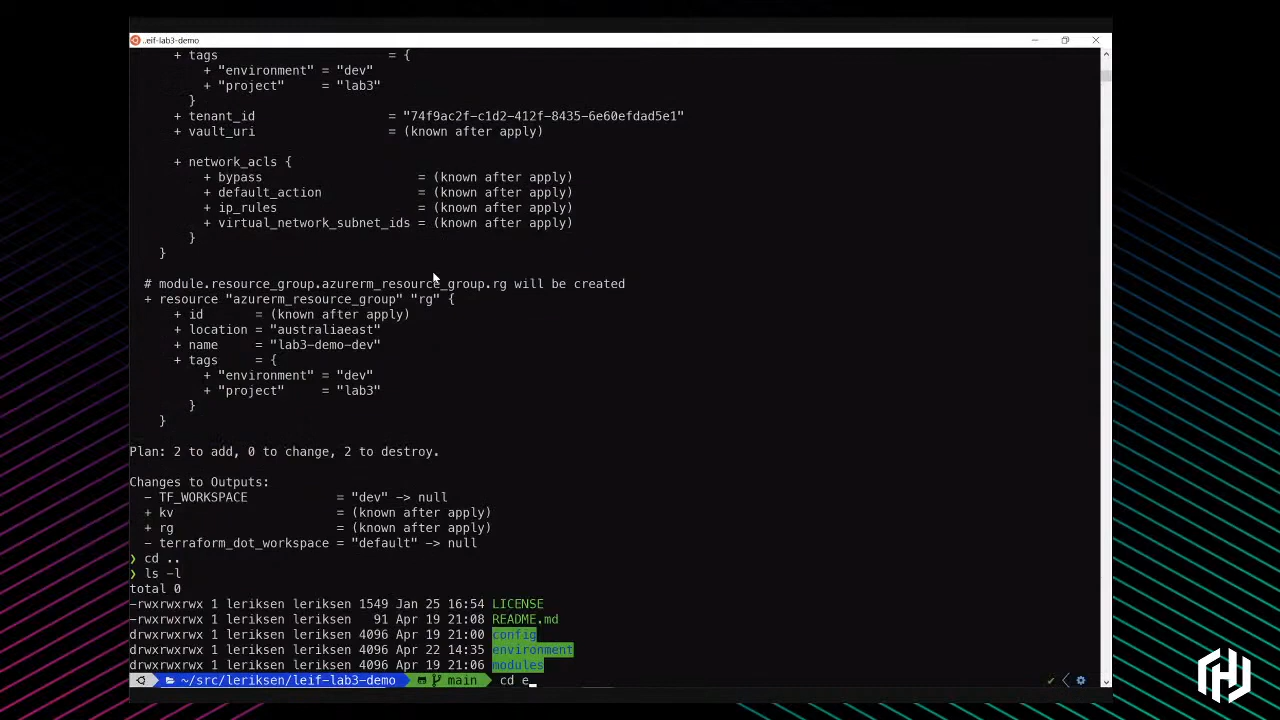 ..eif-lab3-demo
+ tags = {
+ "environment" = "dev"
+ "project" = "lab3"
}
+ tenant_id = "74f9ac2f-c1d2-412f-8435-6e60efdad5e1"
+ vault_uri = (known after apply)
+ network_acls {
+ bypass = (known after apply)
+ default_action = (known after apply)
+ ip_rules = (known after apply)
+ virtual_network_subnet_ids = (known after apply)
}
}
# module.resource_group.azurerm_resource_group.rg will be created
+ resource "azurerm_resource_group" "rg" {
+ id = (known after apply)
+ location = "australiaeast"
+ name = "lab3-demo-dev"
+ tags = {
+ "environment" = "dev"
+ "project" = "lab3"
}
}
Plan: 2 to add, 0 to change, 2 to destroy.
Changes to Outputs:
- TF_WORKSPACE = "dev" -> null
+ kv = (known after apply)
+ rg = (known after apply)
- terraform_dot_workspace = "default" -> null
❯ cd ..
❯ ls -l
total 0
-rwxrwxrwx 1 leriksen leriksen 1549 Jan 25 16:54 LICENSE
-rwxrwxrwx 1 leriksen leriksen 91 Apr 19 21:08 README.md
drwxrwxrwx 1 leriksen leriksen 4096 Apr 19 21:00 config
drwxrwxrwx 1 leriksen leriksen 4096 Apr 22 14:35 environment
drwxrwxrwx 1 leriksen leriksen 4096 Apr 19 21:06 modules
~/src/leriksen/leif-lab3-demo main cd e